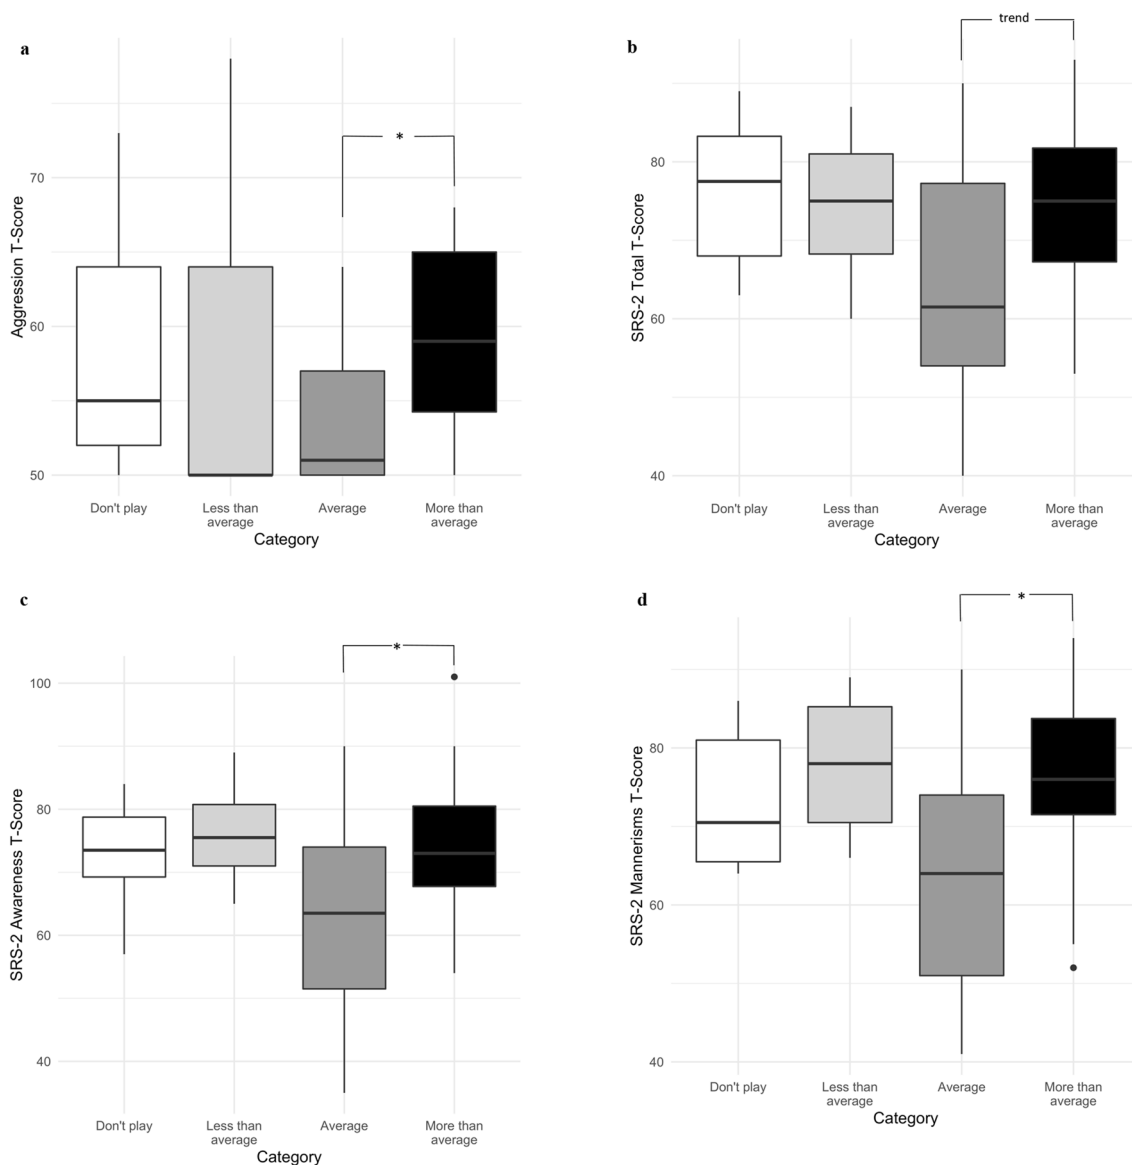 a
*
70
60
50
Aggression T-Score
Don't play
Less than
average
Average
More than
average
Category
b
trend
80
60
40
SRS-2 Total T-Score
Don't play
Less than
average
Average
More than
average
Category
c
*
100
80
60
40
SRS-2 Awareness T-Score
Don't play
Less than
average
Average
More than
average
Category
d
*
80
60
40
SRS-2 Mannerisms T-Score
Don't play
Less than
average
Average
More than
average
Category